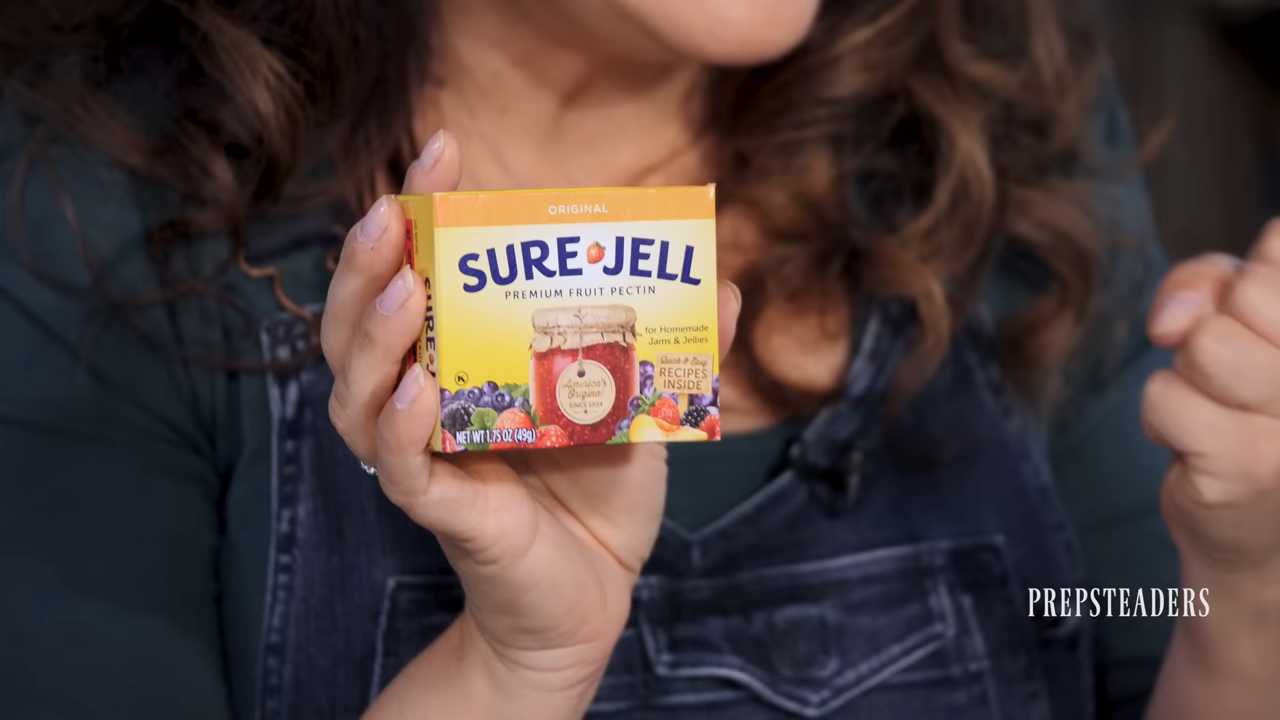 ORIGINAL
SURE JELL
PREMIUM FRUIT PECTIN
for Homemade
Jams & Jellies
Quick & Easy
RECIPES
INSIDE
America's
Original
SINCE 1934
NET WT 1.75 OZ (49g)
SURE J
K
PREPSTEADERS